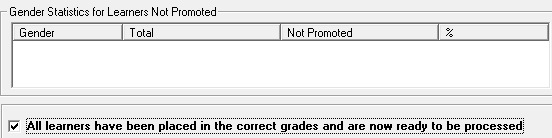 Gender Statistics for Learners Not Promoted
Gender Total Not Promoted %
All learners have been placed in the correct grades and are now ready to be processed